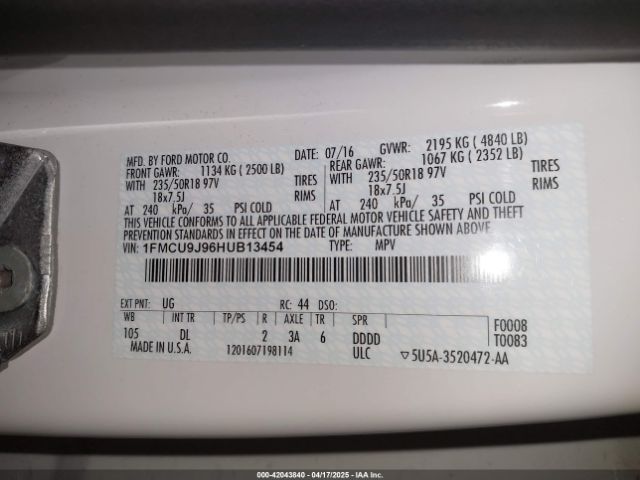 MFD. BY FORD MOTOR CO. DATE: 07/16 GVWR: 2195 KG ( 4840 LB)
FRONT GAWR: 1134 KG ( 2500 LB) REAR GAWR: 1067 KG ( 2352 LB)
WITH 235/50R18 97V TIRES WITH 235/50R18 97V TIRES
18x7.5J RIMS 18x7.5J RIMS
AT 240 kPa/ 35 PSI COLD AT 240 kPa/ 35 PSI COLD
THIS VEHICLE CONFORMS TO ALL APPLICABLE FEDERAL MOTOR VEHICLE SAFETY AND THEFT
PREVENTION STANDARDS IN EFFECT ON THE DATE OF MANUFACTURE SHOWN ABOVE.
VIN: 1FMCU9J96HUB13454 TYPE: MPV
EXT PNT: UG RC: 44 DSO:
WB INT TR TP/PS R AXLE TR SPR F0008
105 DL 2 3A 6 DDDD T0083
MADE IN U.S.A. 1201607198114 ULC ▽5U5A-3520472-AA
000-42043840 - 04/17/2025 - IAA Inc.